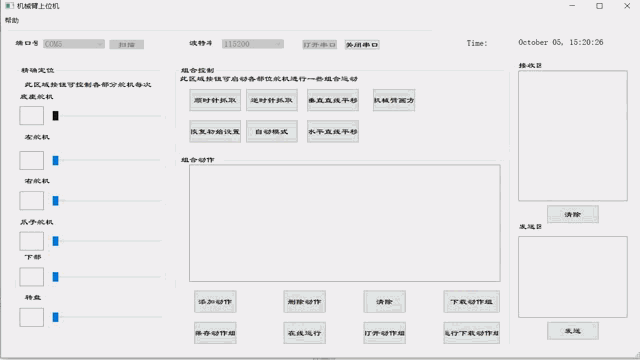 机械臂上位机
帮助
端口号 COM3 扫描 波特率 115200 打开串口 关闭串口 Time: October 05, 15:20:26
精确定位
此区域按钮可控制各部分舵机每次
底座舵机
左舵机
右舵机
爪子舵机
下部
转盘
组合控制
此区域按钮可启动各部位舵机进行一些组合运动
顺时针抓取 逆时针抓取 垂直直线平移 机械臂画方
恢复初始设置 自动模式 水平直线平移
组合动作
添加动作 删除动作 清除 下载动作组
保存动作组 在线运行 打开动作组 运行下载动作组
接收区
清除
发送区
发送